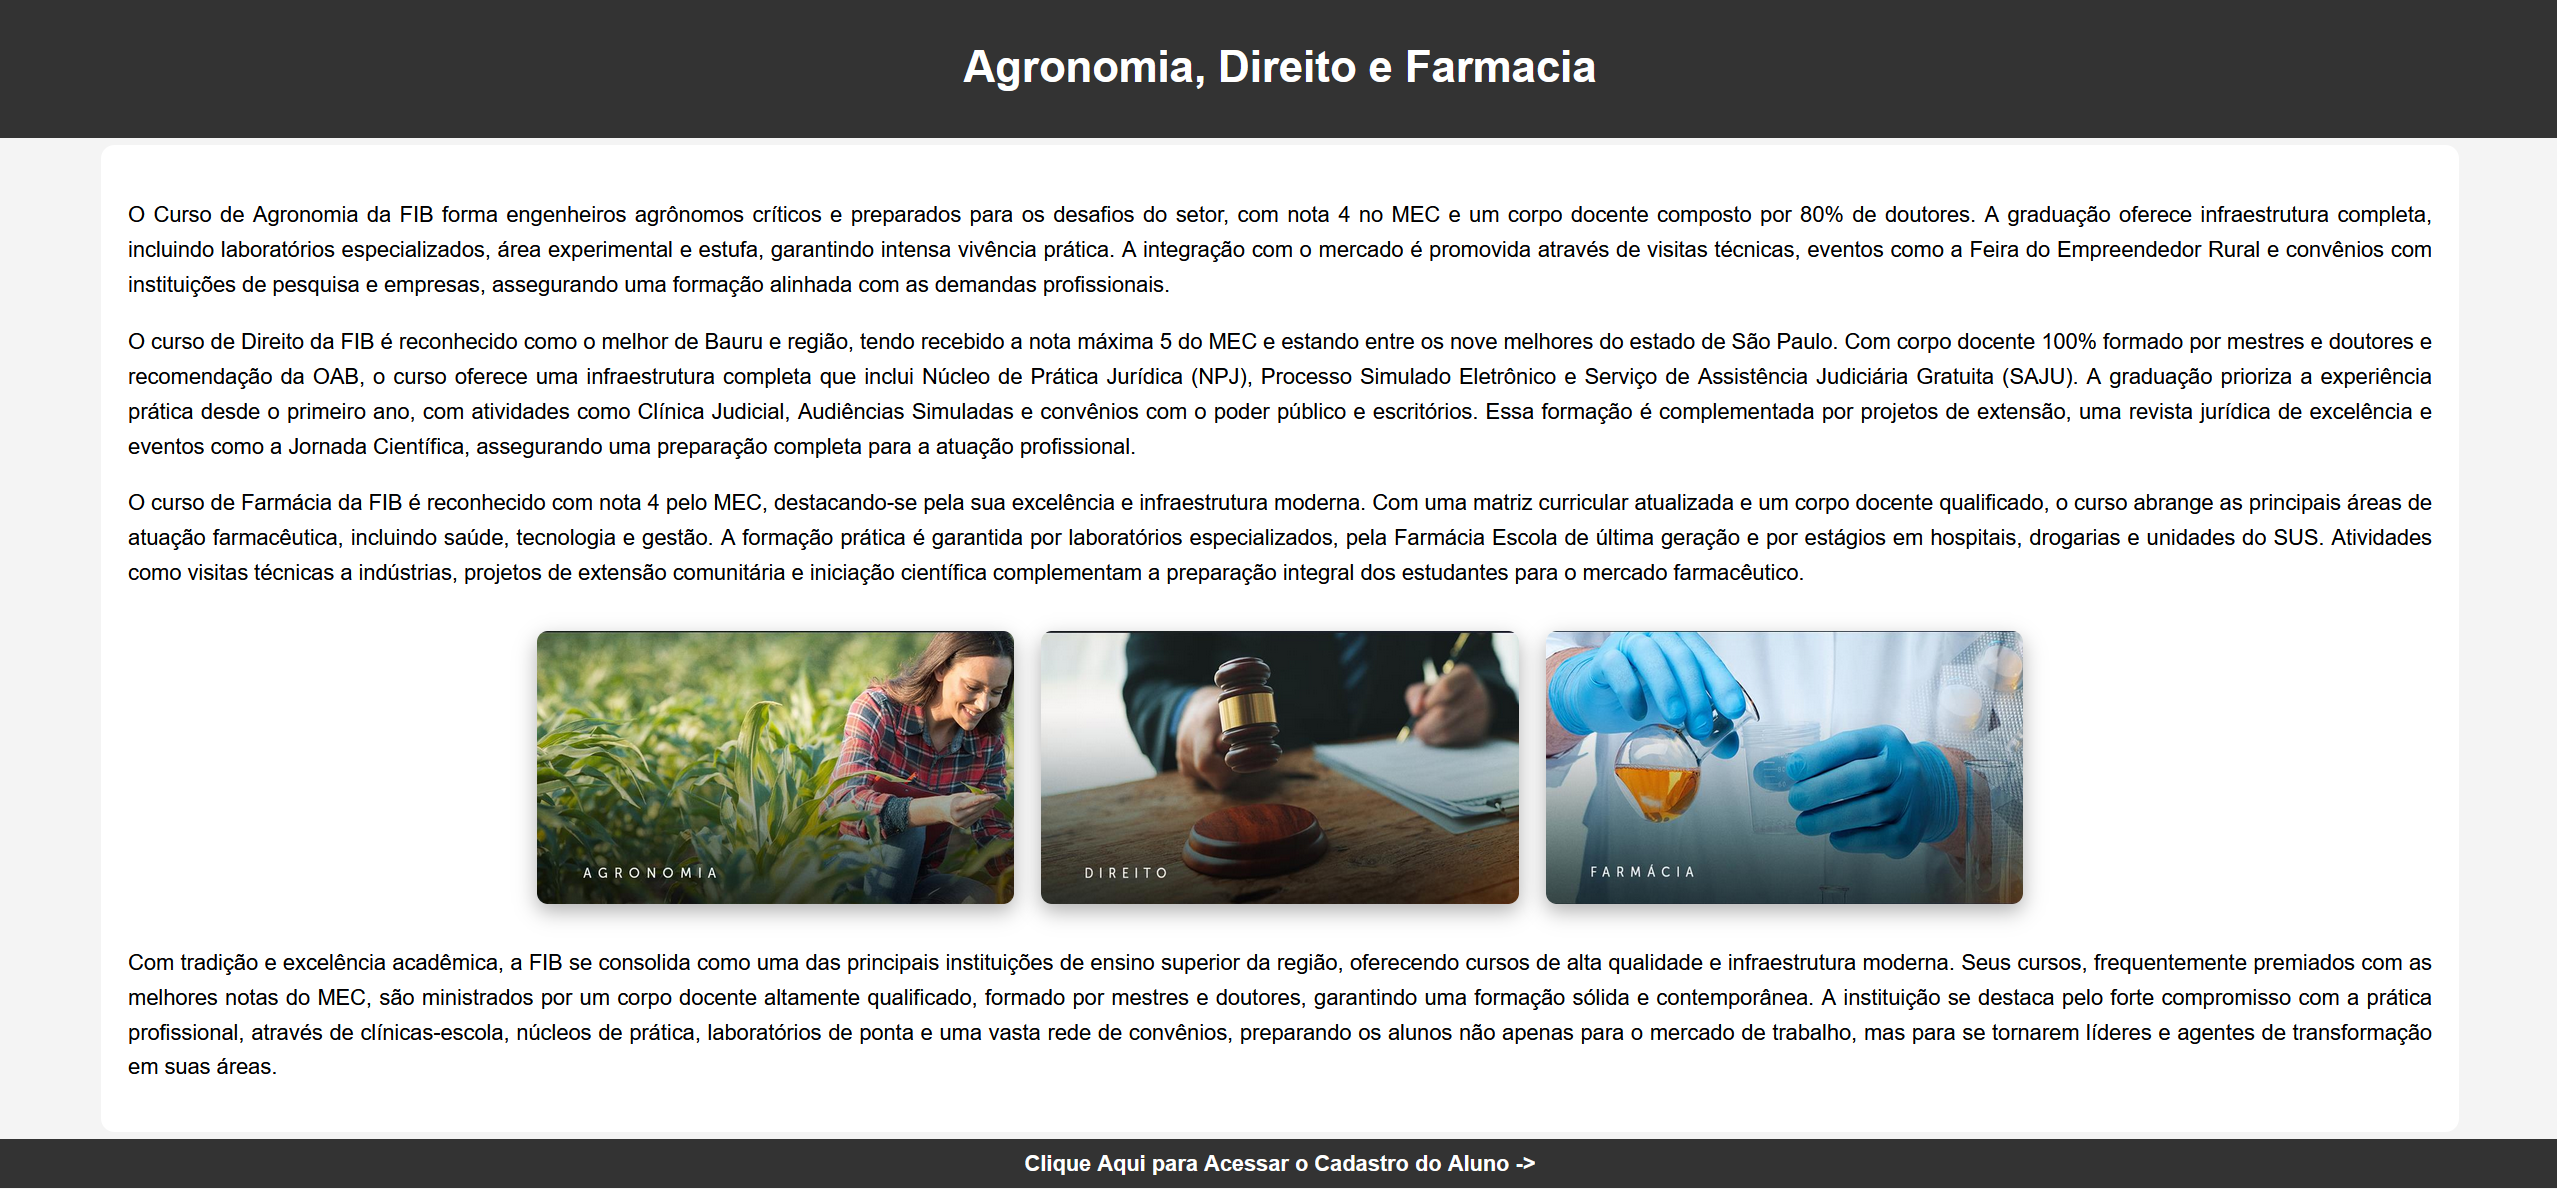 Agronomia, Direito e Farmacia
O Curso de Agronomia da FIB forma engenheiros agrônomos críticos e preparados para os desafios do setor, com nota 4 no MEC e um corpo docente composto por 80% de doutores. A graduação oferece infraestrutura completa,
incluindo laboratórios especializados, área experimental e estufa, garantindo intensa vivência prática. A integração com o mercado é promovida através de visitas técnicas, eventos como a Feira do Empreendedor Rural e convênios com
instituições de pesquisa e empresas, assegurando uma formação alinhada com as demandas profissionais.
O curso de Direito da FIB é reconhecido como o melhor de Bauru e região, tendo recebido a nota máxima 5 do MEC e estando entre os nove melhores do estado de São Paulo. Com corpo docente 100% formado por mestres e doutores e
recomendação da OAB, o curso oferece uma infraestrutura completa que inclui Núcleo de Prática Jurídica (NPJ), Processo Simulado Eletrônico e Serviço de Assistência Judiciária Gratuita (SAJU). A graduação prioriza a experiência
prática desde o primeiro ano, com atividades como Clínica Judicial, Audiências Simuladas e convênios com o poder público e escritórios. Essa formação é complementada por projetos de extensão, uma revista jurídica de excelência e
eventos como a Jornada Científica, assegurando uma preparação completa para a atuação profissional.
O curso de Farmácia da FIB é reconhecido com nota 4 pelo MEC, destacando-se pela sua excelência e infraestrutura moderna. Com uma matriz curricular atualizada e um corpo docente qualificado, o curso abrange as principais áreas de
atuação farmacêutica, incluindo saúde, tecnologia e gestão. A formação prática é garantida por laboratórios especializados, pela Farmácia Escola de última geração e por estágios em hospitais, drogarias e unidades do SUS. Atividades
como visitas técnicas a indústrias, projetos de extensão comunitária e iniciação científica complementam a preparação integral dos estudantes para o mercado farmacêutico.
AGRONOMIA
DIREITO
FARMÁCIA
Com tradição e excelência acadêmica, a FIB se consolida como uma das principais instituições de ensino superior da região, oferecendo cursos de alta qualidade e infraestrutura moderna. Seus cursos, frequentemente premiados com as
melhores notas do MEC, são ministrados por um corpo docente altamente qualificado, formado por mestres e doutores, garantindo uma formação sólida e contemporânea. A instituição se destaca pelo forte compromisso com a prática
profissional, através de clínicas-escola, núcleos de prática, laboratórios de ponta e uma vasta rede de convênios, preparando os alunos não apenas para o mercado de trabalho, mas para se tornarem líderes e agentes de transformação
em suas áreas.
Clique Aqui para Acessar o Cadastro do Aluno ->